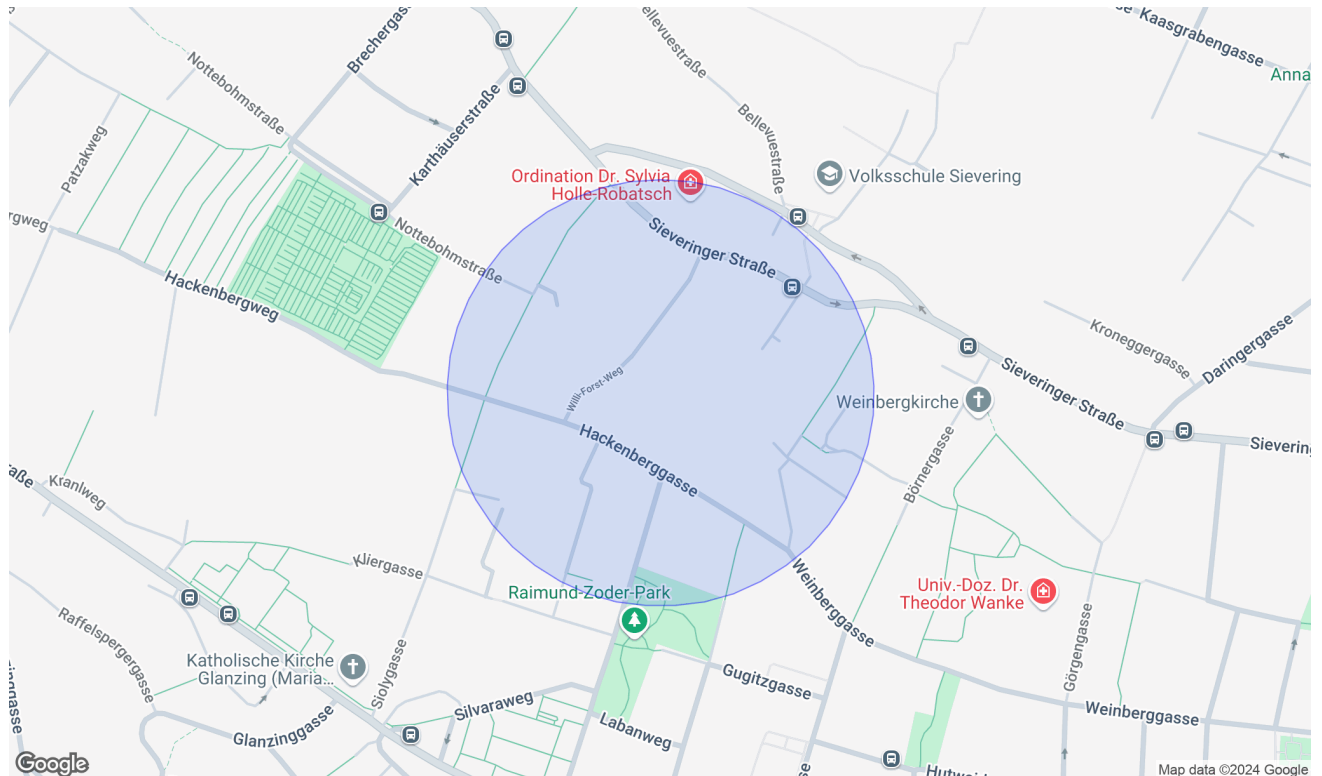 Brechergasse
Kaasgrabengasse
Bellevuestraße
Anna
Nottebohmstraße
Karthäuserstraße
Bellevuestraße
Patzakweg
Ordination Dr. Sylvia
Holle-Robatsch
Volksschule Sievering
Nottebohmstraße
Sieveringer Straße
Hackenbergweg
Kroneggergasse
Daringergasse
Sieveringer Straße
Willi-Forst-Weg
Weinbergkirche
Hackenberggasse
Sievering
Börnergasse
Kranlweg
Kliergasse
Weinberggasse
Univ.-Doz. Dr.
Theodor Wanke
Raimund-Zoder-Park
Raffelspergergasse
Katholische Kirche
Glanzing (Maria...
Siolygasse
Görgengasse
Gugitzgasse
Silvaraweg
Weinberggasse
Glanzinggasse
Labanweg
Google
Map data ©2024 Google